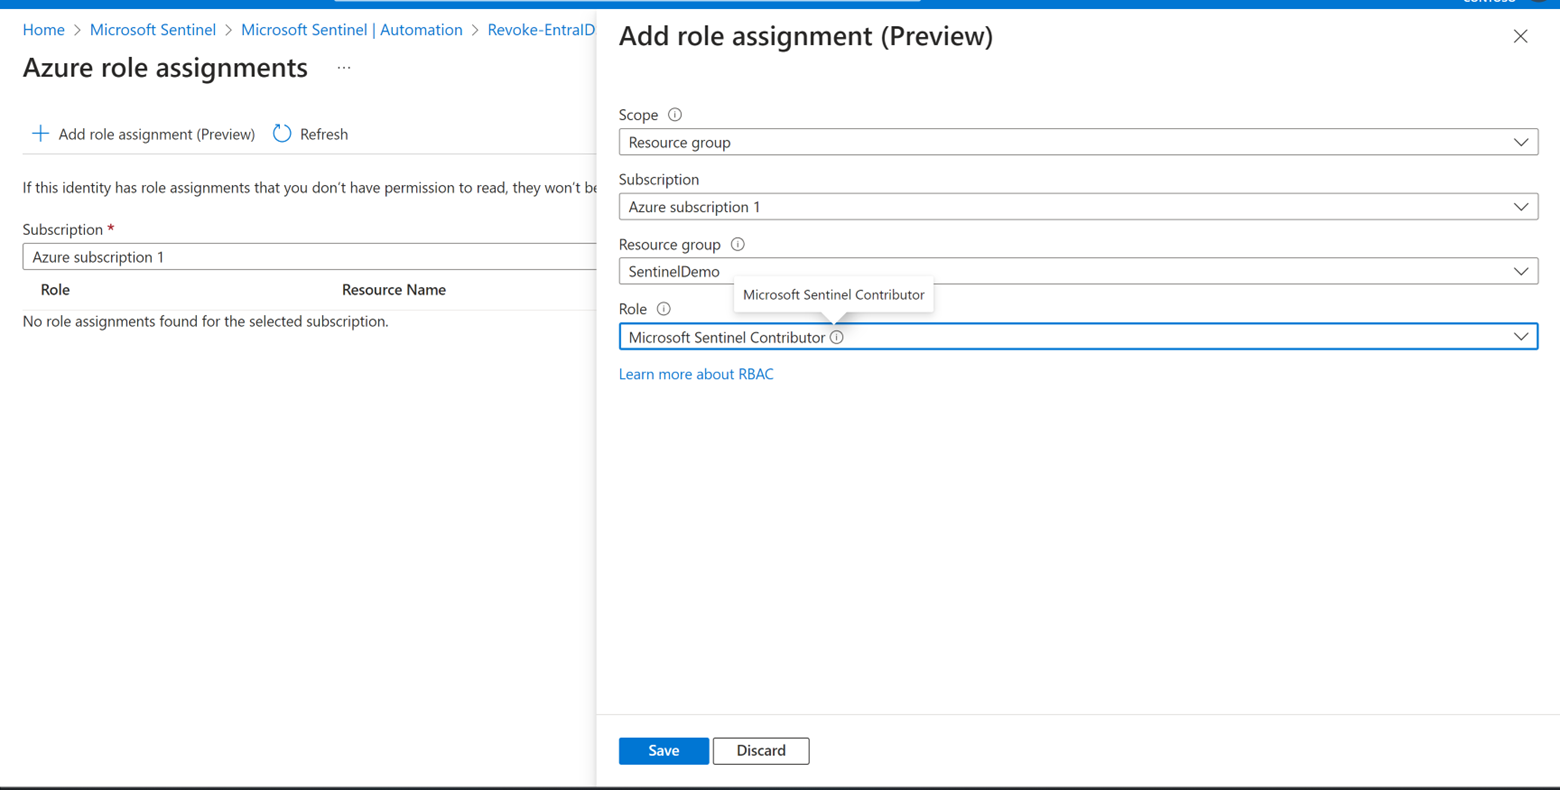 CONTOSO
Home > Microsoft Sentinel > Microsoft Sentinel | Automation > Revoke-EntraID
Azure role assignments ...
Add role assignment (Preview) Refresh
If this identity has role assignments that you don't have permission to read, they won't be
Subscription *
Azure subscription 1
Role Resource Name
No role assignments found for the selected subscription.
Add role assignment (Preview)
Scope
Resource group
Subscription
Azure subscription 1
Resource group
SentinelDemo
Microsoft Sentinel Contributor
Role
Microsoft Sentinel Contributor
Learn more about RBAC
Save Discard